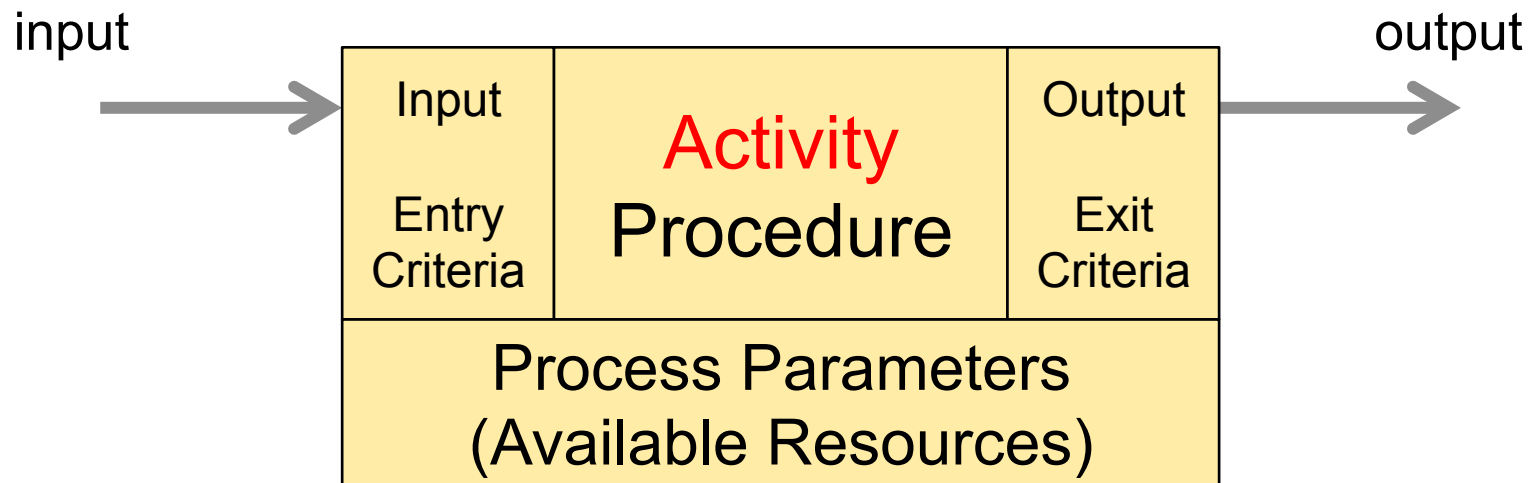 input
output
Input
Entry
Criteria
Activity
Procedure
Output
Exit
Criteria
Process Parameters
(Available Resources)